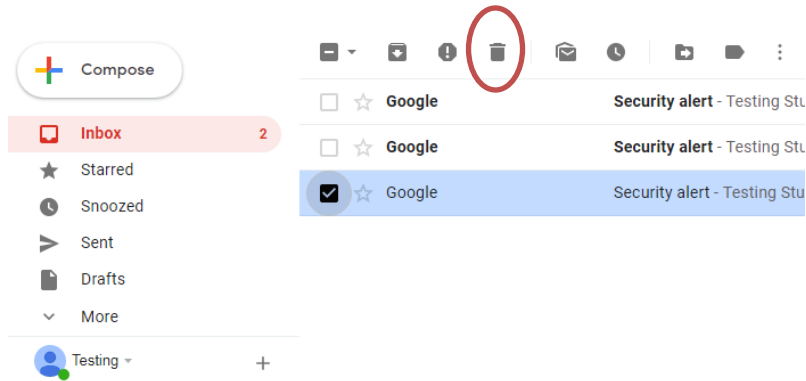 Compose
Inbox 2
Starred
Snoozed
Sent
Drafts
More
Testing
Google Security alert - Testing Stu
Google Security alert - Testing Stu
Google Security alert - Testing Stu